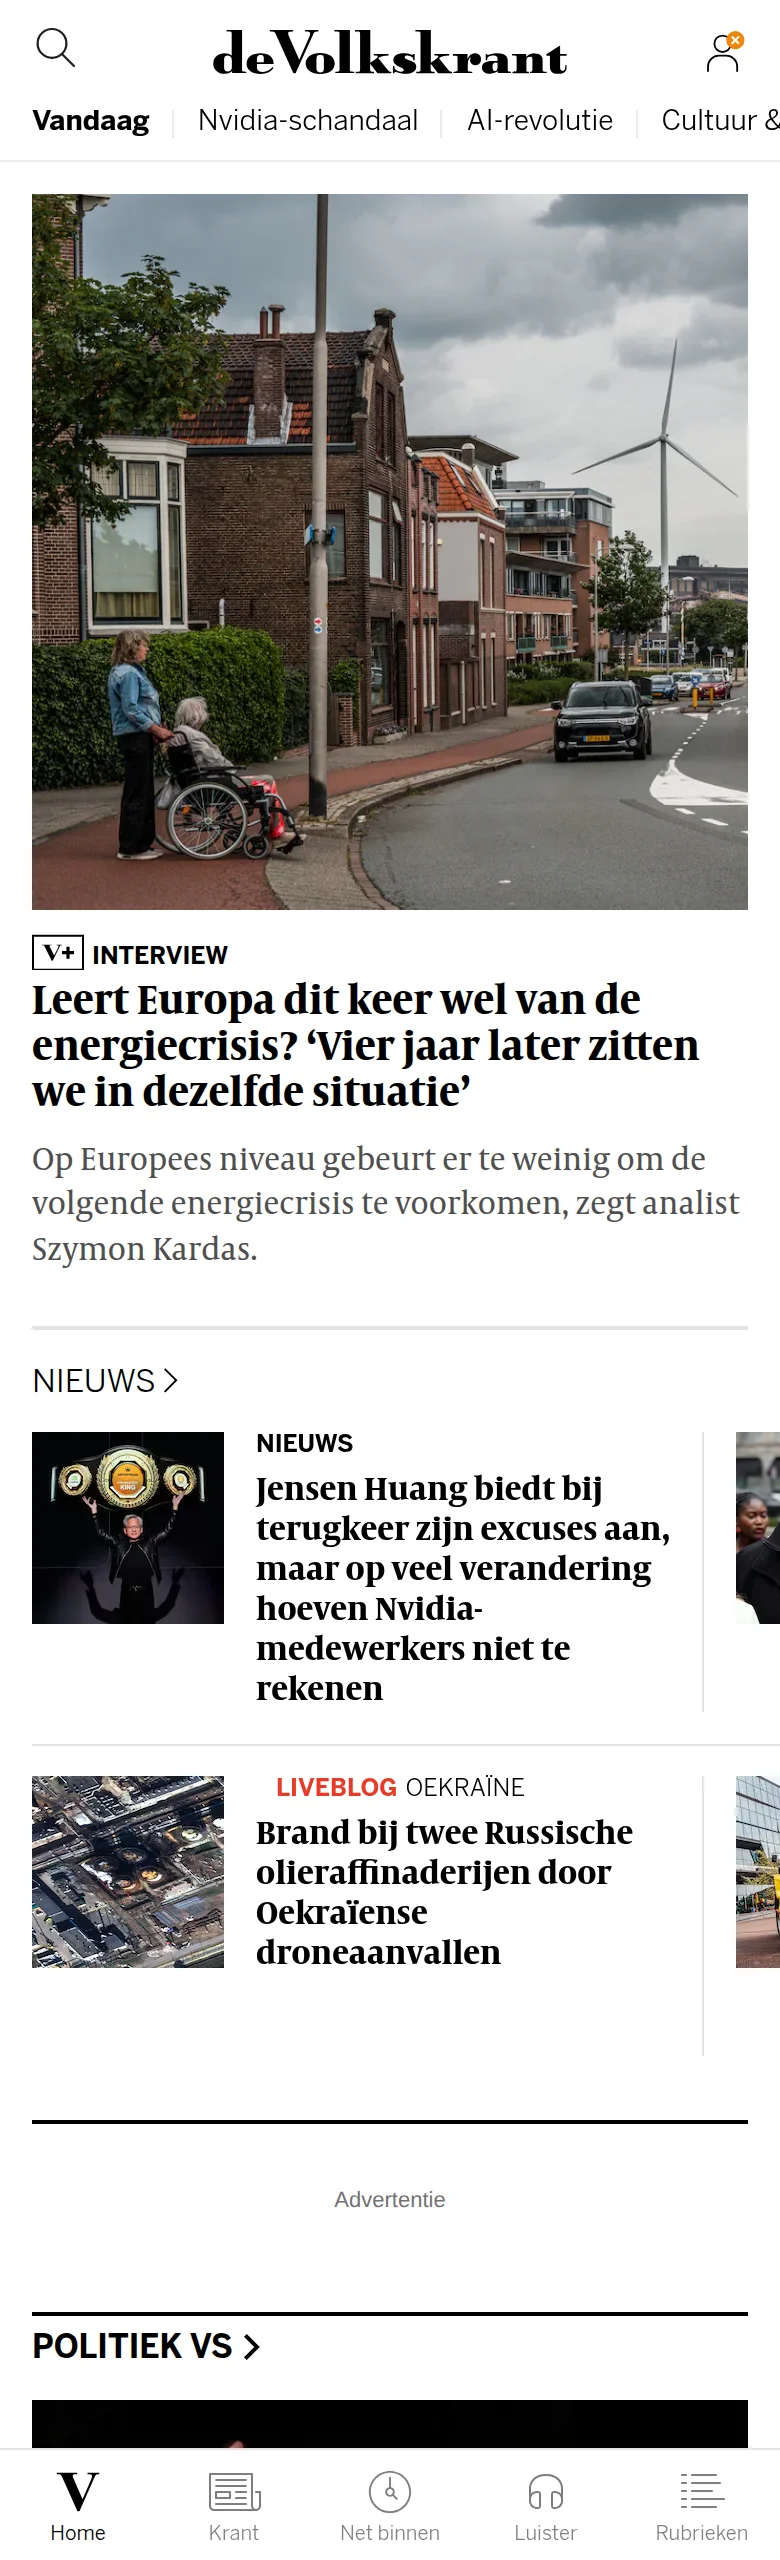 deVolkskrant
Vandaag
Nvidia-schandaal
AI-revolutie
Cultuur &
V+ INTERVIEW
Leert Europa dit keer wel van de
energiecrisis? ‘Vier jaar later zitten
we in dezelfde situatie’
Op Europees niveau gebeurt er te weinig om de
volgende energiecrisis te voorkomen, zegt analist
Szymon Kardas.
NIEUWS
NIEUWS
Jensen Huang biedt bij
terugkeer zijn excuses aan,
maar op veel verandering
hoeven Nvidia-
medewerkers niet te
rekenen
KING
LIVEBLOG OEKRAÏNE
Brand bij twee Russische
olieraffinaderijen door
Oekraïense
droneaanvallen
Advertentie
POLITIEK VS
Home
Krant
Net binnen
Luister
Rubrieken